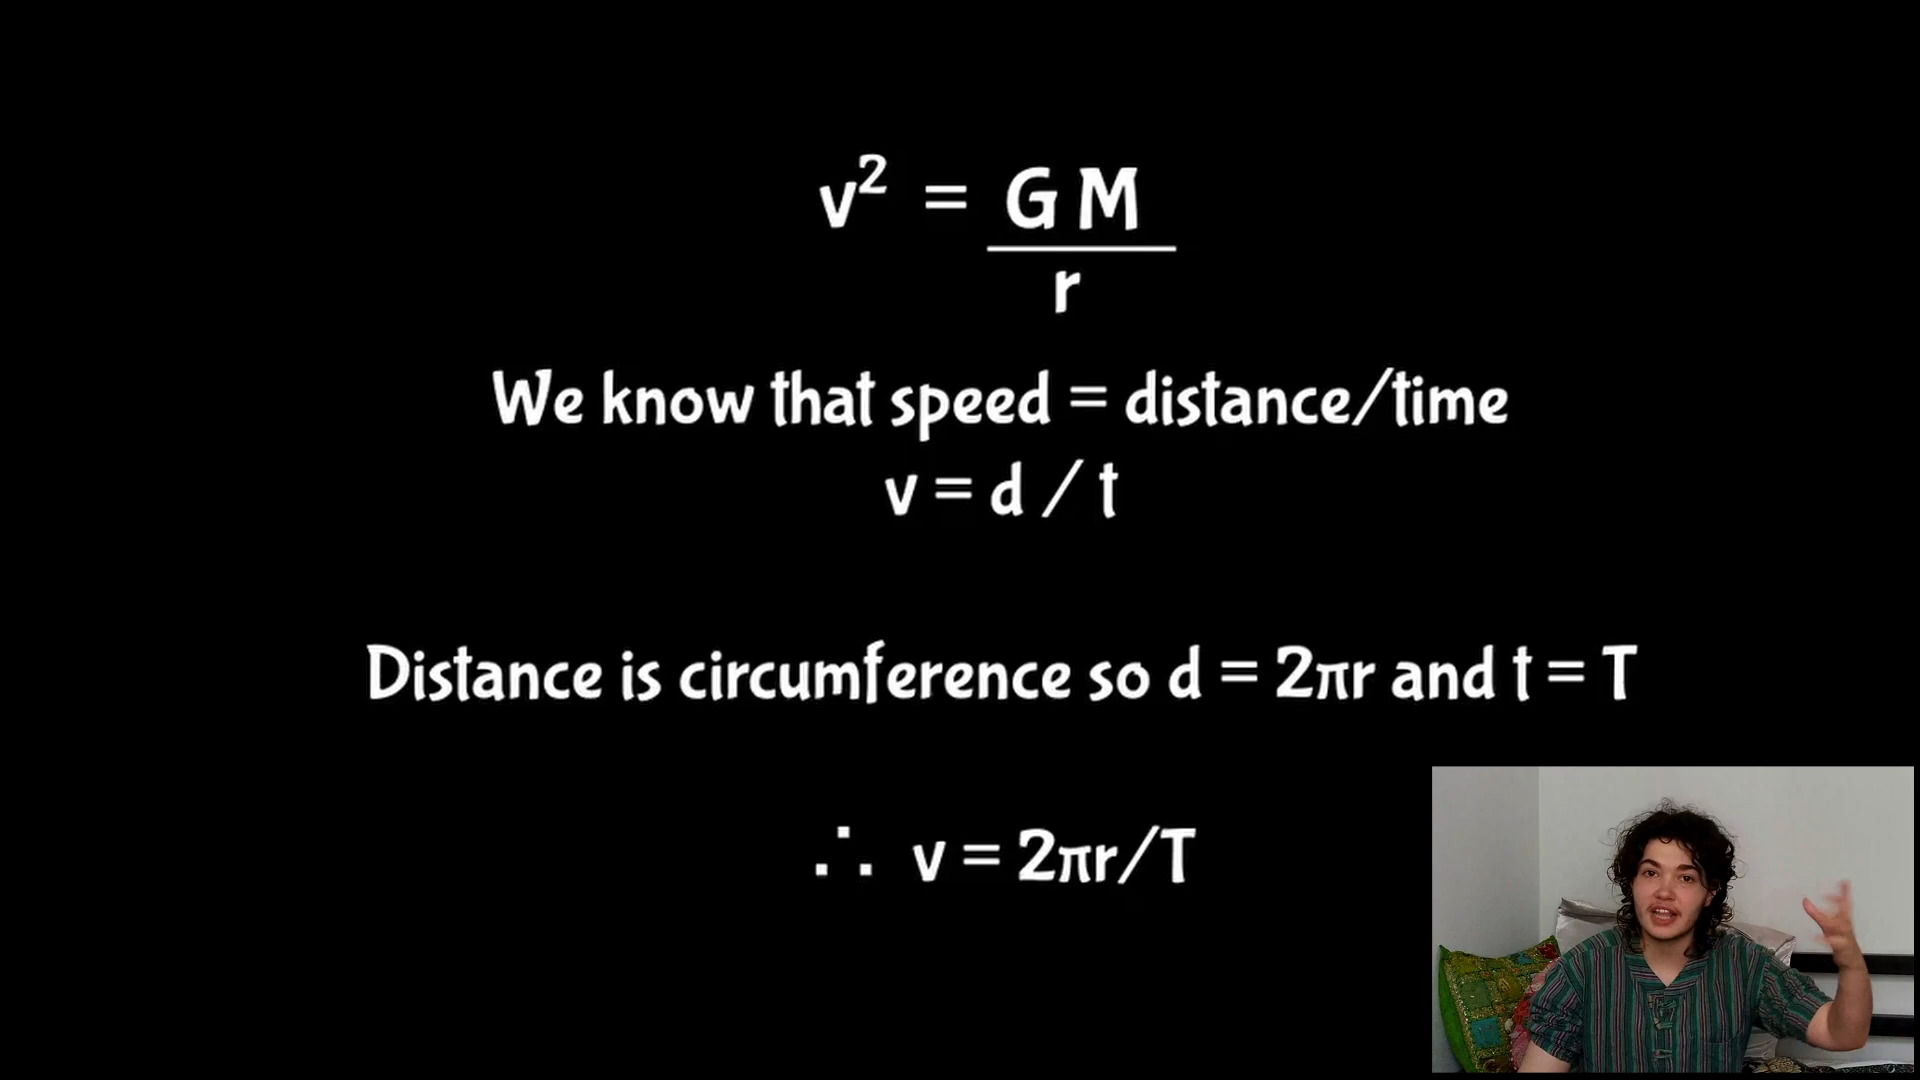 v² = G M
r
We know that speed = distance/time
v = d / t
Distance is circumference so d = 2πr and t = T
∴ v = 2πr/T